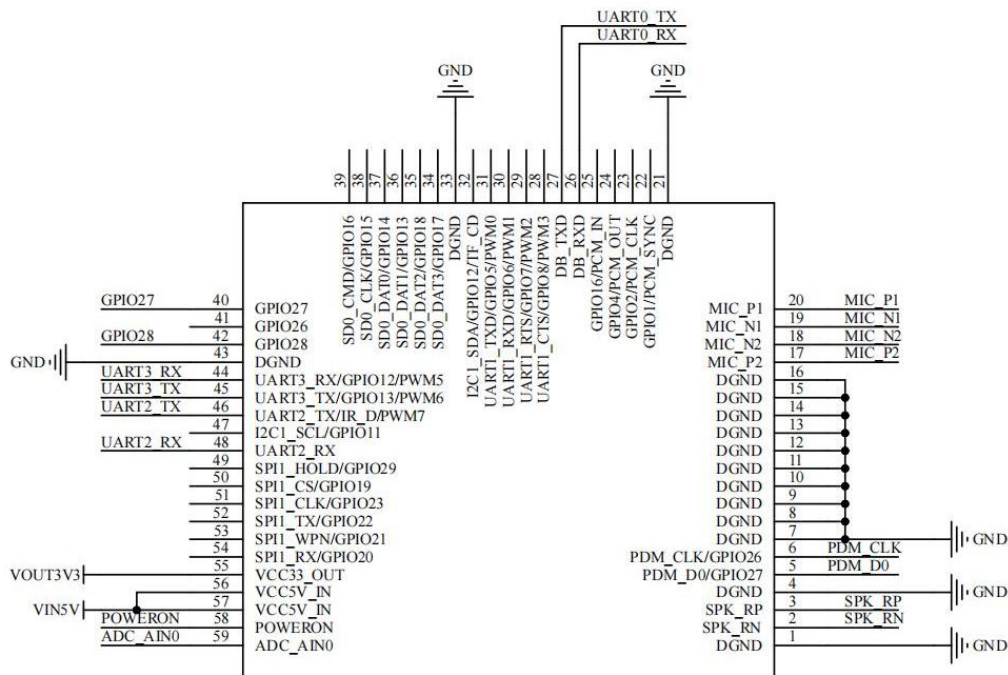 UART0_TX
UART0_RX
GND
GND
39
38
37
36
35
34
33
32
31
30
29
28
27
26
25
24
23
22
21
SD0_CMD/GPIO16
SD0_CLK/GPIO15
SD0_DAT0/GPIO14
SD0_DAT1/GPIO13
SD0_DAT2/GPIO18
SD0_DAT3/GPIO17
DGND
I2C1_SDA/GPIO12/TF_CD
UART1_TXD/GPIO5/PWM0
UART1_RXD/GPIO6/PWM1
UART1_RTS/GPIO7/PWM2
UART1_CTS/GPIO8/PWM3
DB_TXD
DB_RXD
GPIO16/PCM_IN
GPIO4/PCM_OUT
GPIO2/PCM_CLK
GPIO1/PCM_SYNC
DGND
GPIO27 40 GPIO27
41 GPIO26
GPIO28 42 GPIO28
GND 43 DGND
UART3_RX 44 UART3_RX/GPIO12/PWM5
UART3_TX 45 UART3_TX/GPIO13/PWM6
UART2_TX 46 UART2_TX/IR_D/PWM7
47 I2C1_SCL/GPIO11
UART2_RX 48 UART2_RX
49 SPI1_HOLD/GPIO29
50 SPI1_CS/GPIO19
51 SPI1_CLK/GPIO23
52 SPI1_TX/GPIO22
53 SPI1_WPN/GPIO21
54 SPI1_RX/GPIO20
VOUT3V3 55 VCC33_OUT
56 VCC5V_IN
VIN5V 57 VCC5V_IN
POWERON 58 POWERON
ADC_AIN0 59 ADC_AIN0
MIC_P1 20 MIC_P1
MIC_N1 19 MIC_N1
MIC_N2 18 MIC_N2
MIC_P2 17 MIC_P2
DGND 16
DGND 15
DGND 14
DGND 13
DGND 12
DGND 11
DGND 10
DGND 9
DGND 8
DGND 7 GND
PDM_CLK/GPIO26 6 PDM_CLK
PDM_D0/GPIO27 5 PDM_D0
DGND 4 GND
SPK_RP 3 SPK_RP
SPK_RN 2 SPK_RN
DGND 1 GND